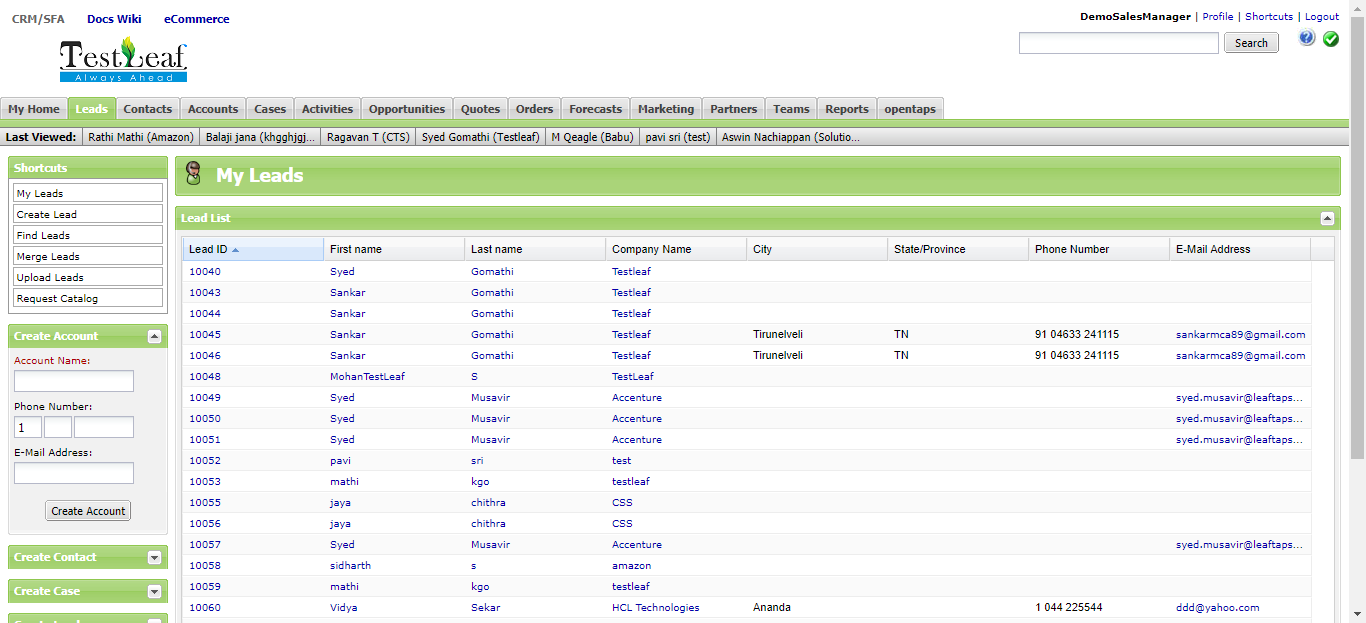 CRM/SFA Docs Wiki eCommerce
DemoSalesManager | Profile | Shortcuts | Logout
TestLeaf
Always Ahead
Search
My Home Leads Contacts Accounts Cases Activities Opportunities Quotes Orders Forecasts Marketing Partners Teams Reports opentaps
Last Viewed: Rathi Mathi (Amazon) Balaji jana (khgghjgj... Ragavan T (CTS) Syed Gomathi (Testleaf) M Qeagle (Babu) pavi sri (test) Aswin Nachiappan (Solutio...
Shortcuts
My Leads
Create Lead
Find Leads
Merge Leads
Upload Leads
Request Catalog
Create Account
Account Name:
Phone Number:
1
E-Mail Address:
Create Account
Create Contact
Create Case
My Leads
Lead List
Lead ID First name Last name Company Name City State/Province Phone Number E-Mail Address
10040 Syed Gomathi Testleaf
10043 Sankar Gomathi Testleaf
10044 Sankar Gomathi Testleaf
10045 Sankar Gomathi Testleaf Tirunelveli TN 91 04633 241115 sankarmca89@gmail.com
10046 Sankar Gomathi Testleaf Tirunelveli TN 91 04633 241115 sankarmca89@gmail.com
10048 MohanTestLeaf S TestLeaf
10049 Syed Musavir Accenture syed.musavir@leaftaps...
10050 Syed Musavir Accenture syed.musavir@leaftaps...
10051 Syed Musavir Accenture syed.musavir@leaftaps...
10052 pavi sri test
10053 mathi kgo testleaf
10055 jaya chithra CSS
10056 jaya chithra CSS
10057 Syed Musavir Accenture syed.musavir@leaftaps...
10058 sidharth s amazon
10059 mathi kgo testleaf
10060 Vidya Sekar HCL Technologies Ananda 1 044 225544 ddd@yahoo.com